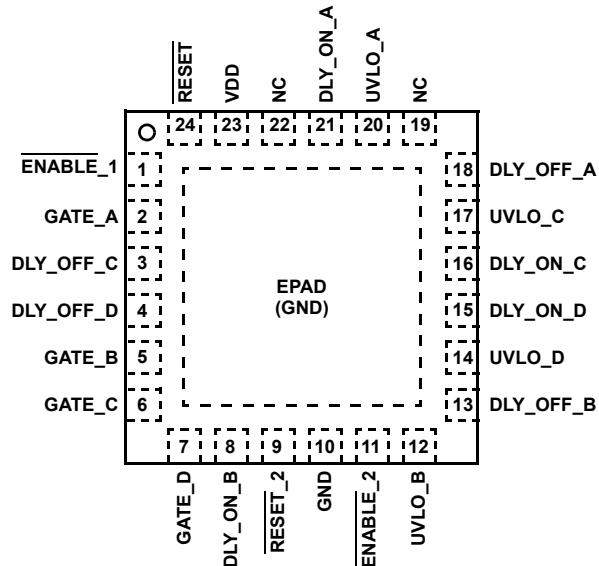 RESET
VDD
NC
DLY_ON_A
UVLO_A
NC
24 23 22 21 20 19
ENABLE_1 1
GATE_A 2
DLY_OFF_C 3
DLY_OFF_D 4
GATE_B 5
GATE_C 6
EPAD
(GND)
18 DLY_OFF_A
17 UVLO_C
16 DLY_ON_C
15 DLY_ON_D
14 UVLO_D
13 DLY_OFF_B
7 8 9 10 11 12
GATE_D
DLY_ON_B
RESET_2
GND
ENABLE_2
UVLO_B